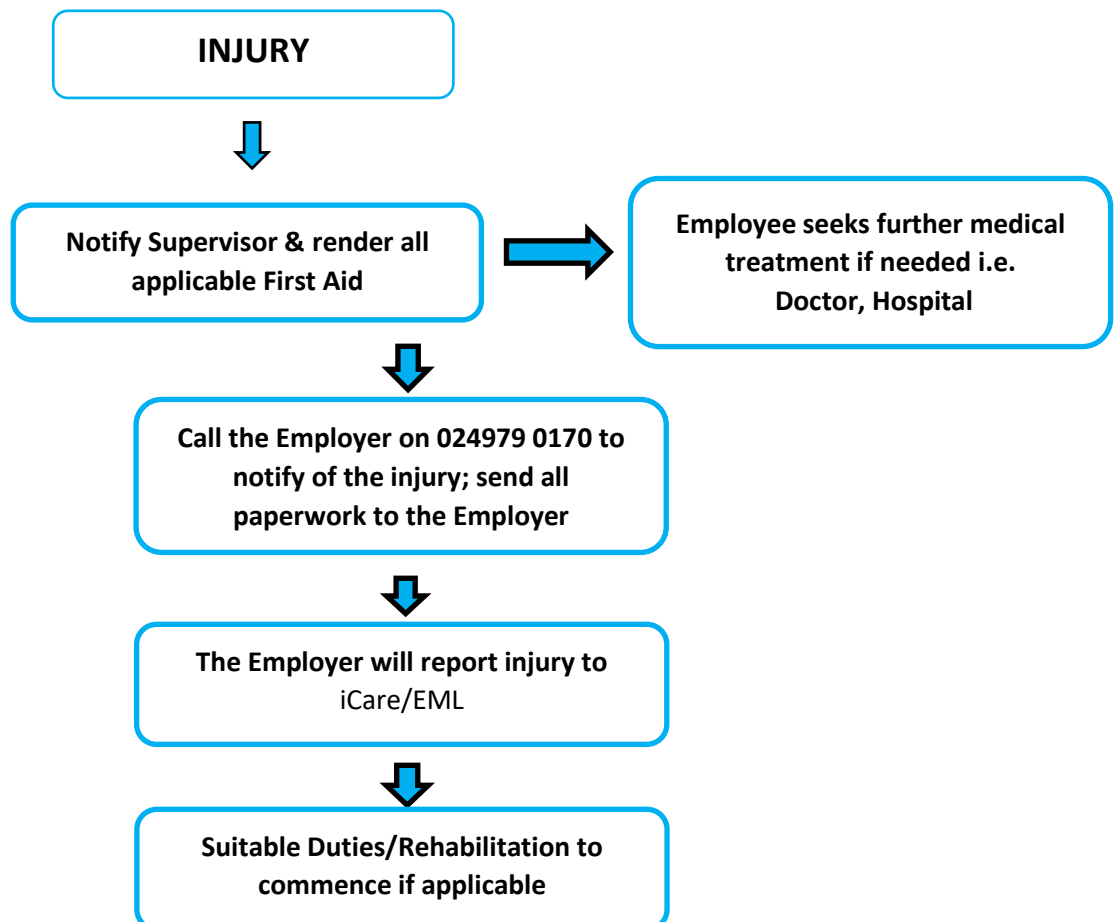 INJURY
Notify Supervisor & render all
applicable First Aid
Employee seeks further medical
treatment if needed i.e.
Doctor, Hospital
Call the Employer on 024979 0170 to
notify of the injury; send all
paperwork to the Employer
The Employer will report injury to
iCare/EML
Suitable Duties/Rehabilitation to
commence if applicable